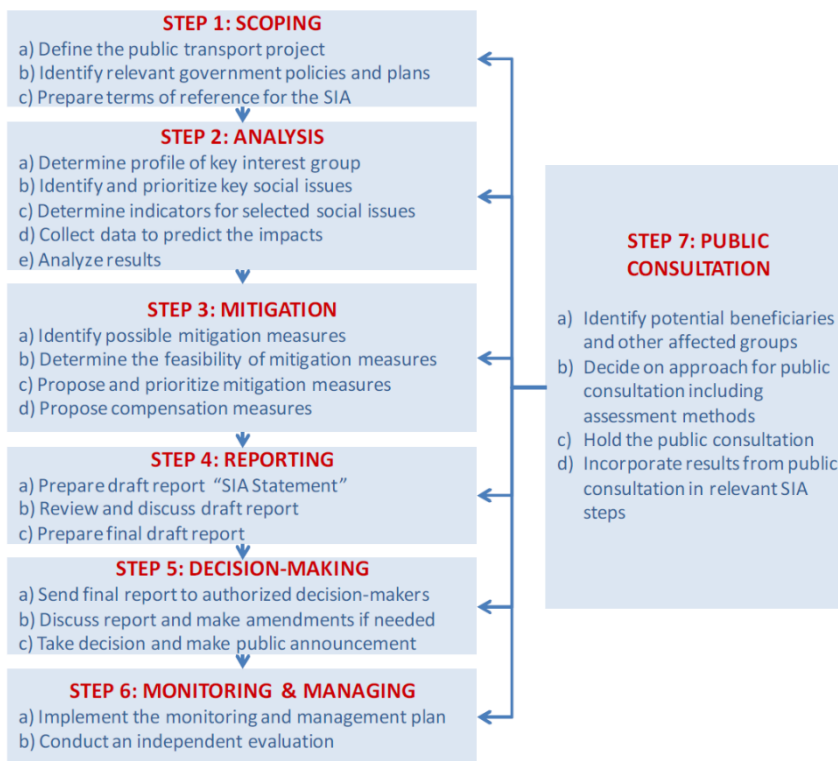 STEP 1: SCOPING
a) Define the public transport project
b) Identify relevant government policies and plans
c) Prepare terms of reference for the SIA
STEP 2: ANALYSIS
a) Determine profile of key interest group
b) Identify and prioritize key social issues
c) Determine indicators for selected social issues
d) Collect data to predict the impacts
e) Analyze results
STEP 3: MITIGATION
a) Identify possible mitigation measures
b) Determine the feasibility of mitigation measures
c) Propose and prioritize mitigation measures
d) Propose compensation measures
STEP 4: REPORTING
a) Prepare draft report “SIA Statement”
b) Review and discuss draft report
c) Prepare final draft report
STEP 5: DECISION-MAKING
a) Send final report to authorized decision-makers
b) Discuss report and make amendments if needed
c) Take decision and make public announcement
STEP 6: MONITORING & MANAGING
a) Implement the monitoring and management plan
b) Conduct an independent evaluation
STEP 7: PUBLIC
CONSULTATION
a) Identify potential beneficiaries
and other affected groups
b) Decide on approach for public
consultation including
assessment methods
c) Hold the public consultation
d) Incorporate results from public
consultation in relevant SIA
steps